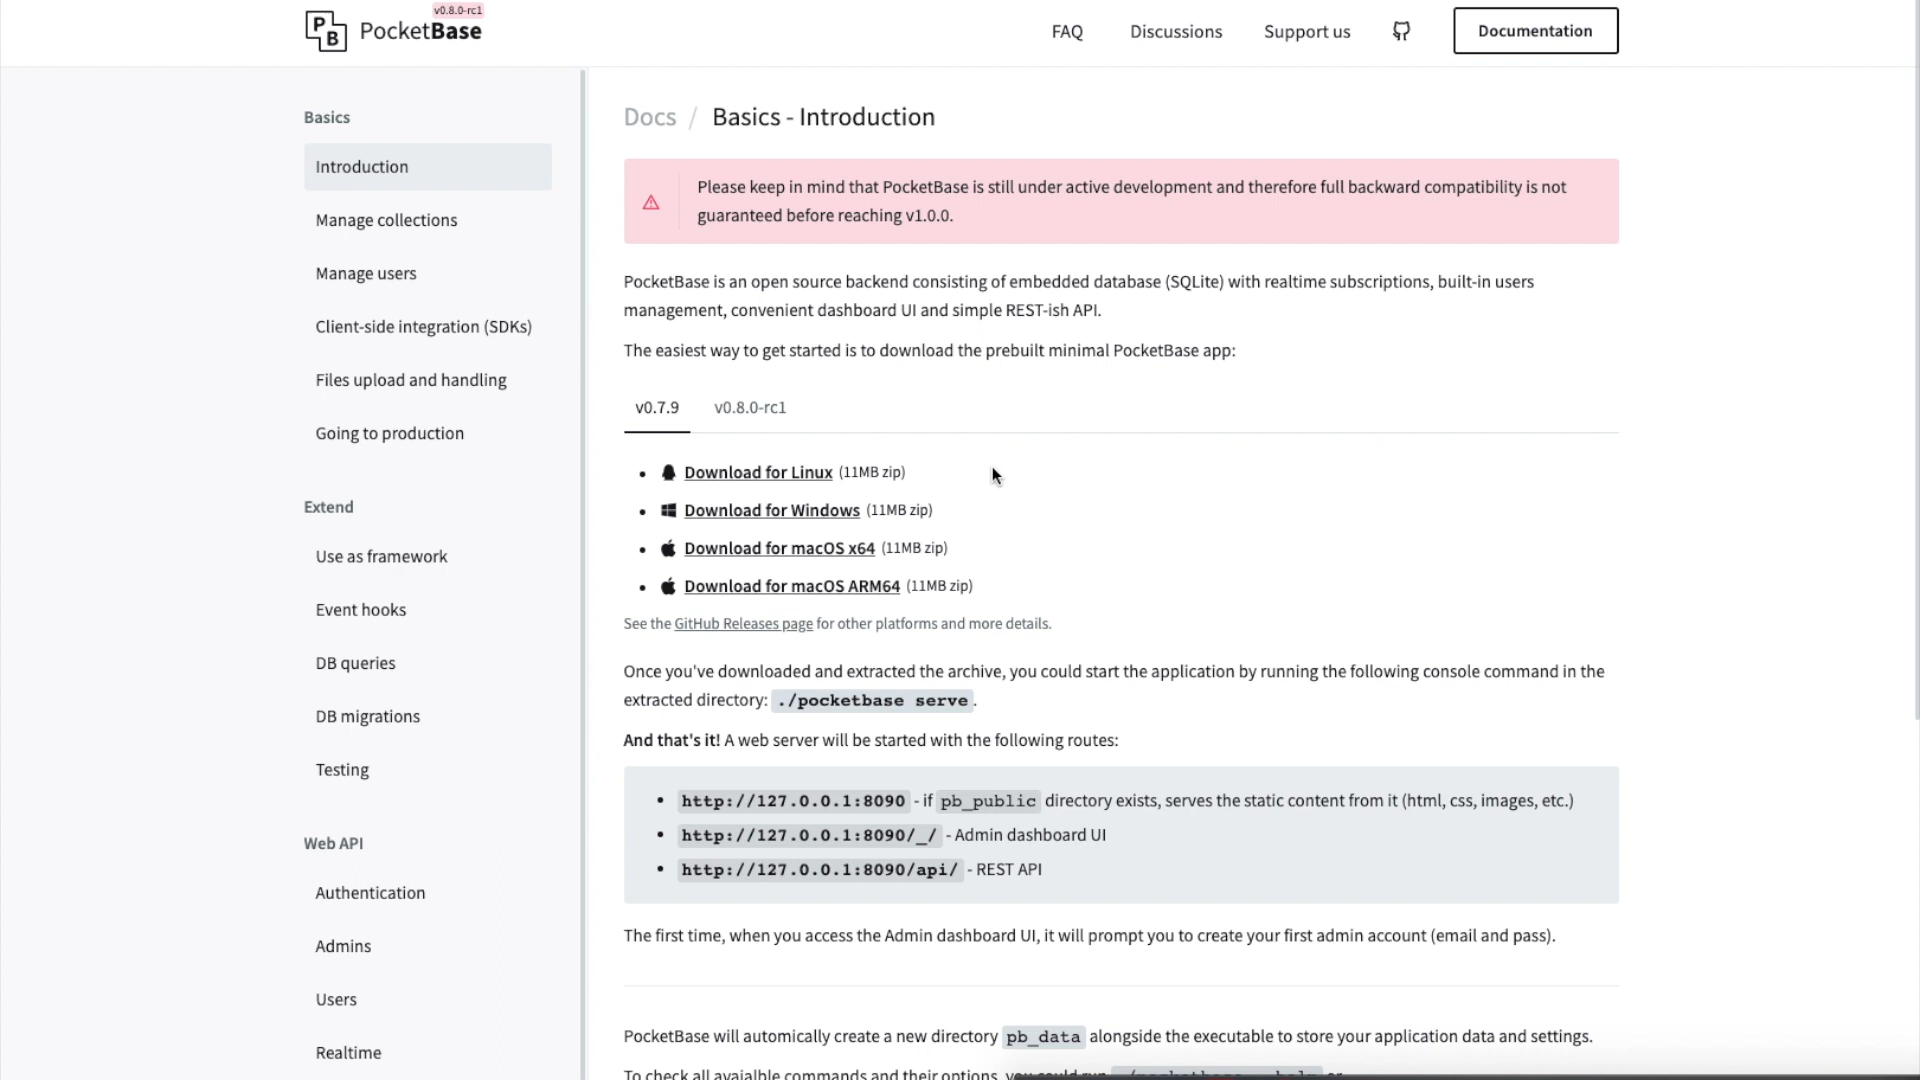 v0.8.0-rc1
PocketBase
FAQ
Discussions
Support us
Documentation
Basics
Introduction
Manage collections
Manage users
Client-side integration (SDKs)
Files upload and handling
Going to production
Extend
Use as framework
Event hooks
DB queries
DB migrations
Testing
Web API
Authentication
Admins
Users
Realtime
Docs / Basics - Introduction
Please keep in mind that PocketBase is still under active development and therefore full backward compatibility is not
guaranteed before reaching v1.0.0.
PocketBase is an open source backend consisting of embedded database (SQLite) with realtime subscriptions, built-in users
management, convenient dashboard UI and simple REST-ish API.
The easiest way to get started is to download the prebuilt minimal PocketBase app:
v0.7.9 v0.8.0-rc1
Download for Linux (11MB zip)
Download for Windows (11MB zip)
Download for macOS x64 (11MB zip)
Download for macOS ARM64 (11MB zip)
See the GitHub Releases page for other platforms and more details.
Once you've downloaded and extracted the archive, you could start the application by running the following console command in the
extracted directory: ./pocketbase serve.
And that's it! A web server will be started with the following routes:
http://127.0.0.1:8090 - if pb_public directory exists, serves the static content from it (html, css, images, etc.)
http://127.0.0.1:8090/_/ - Admin dashboard UI
http://127.0.0.1:8090/api/ - REST API
The first time, when you access the Admin dashboard UI, it will prompt you to create your first admin account (email and pass).
PocketBase will automically create a new directory pb_data alongside the executable to store your application data and settings.
To check all avaialble commands and their options, you could run